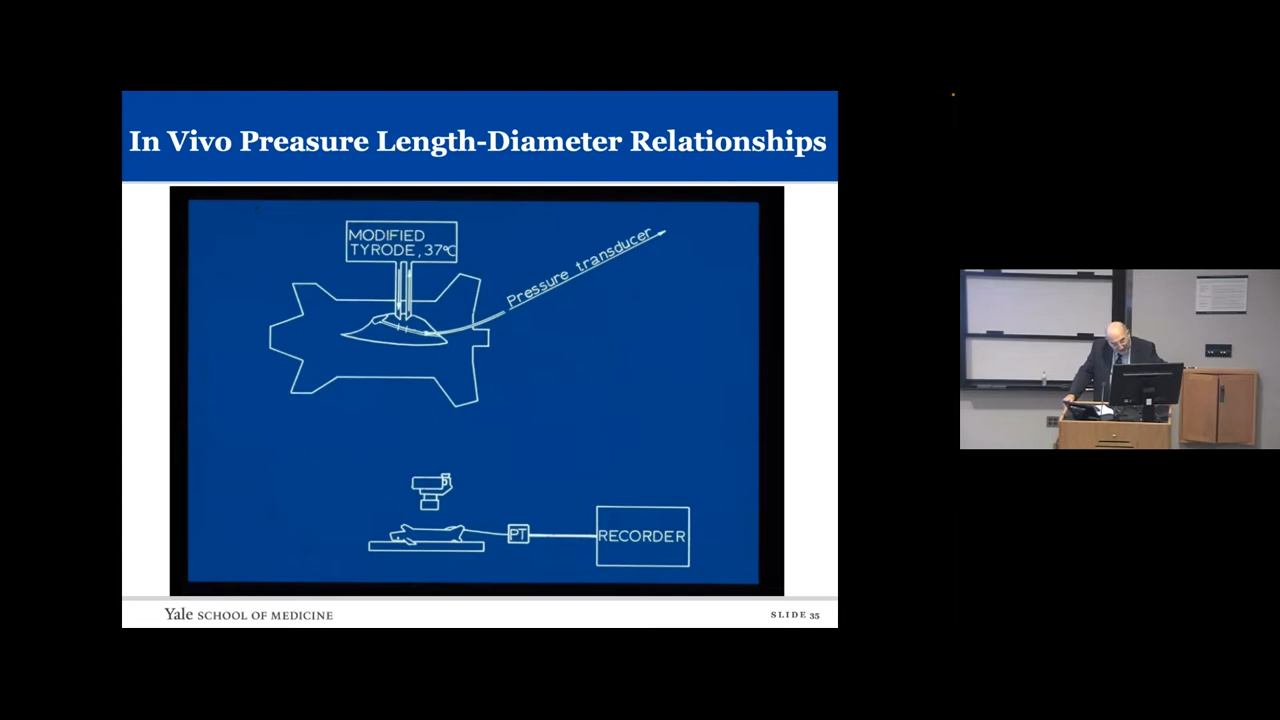 In Vivo Preasure Length-Diameter Relationships
MODIFIED
TYRODE, 37°C
Pressure transducer
PT
RECORDER
Yale SCHOOL OF MEDICINE
SLIDE 35